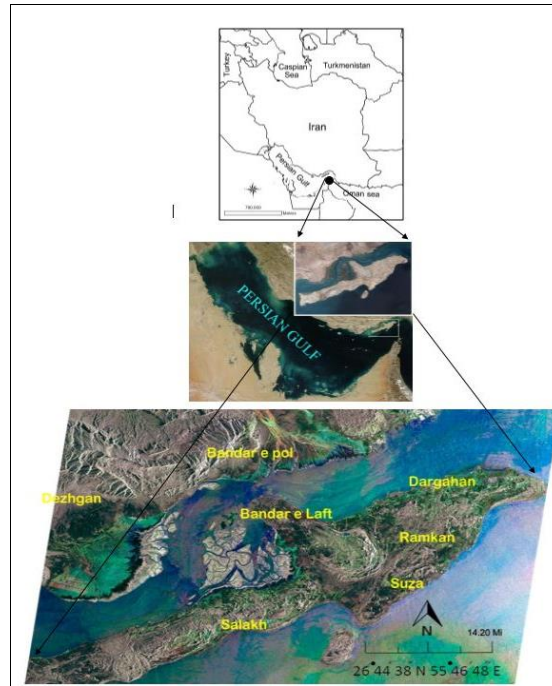 Turkey
Caspian
Sea
Turkmenistan
Iran
Persian Gulf
Oman sea
Meters
PERSIAN GULF
Bandar e pol
Dezhgan
Dargahan
Bandar e Laft
Ramkan
Suza
Salakh
N
14.20 Mi
26 44 38 N 55 46 48 E